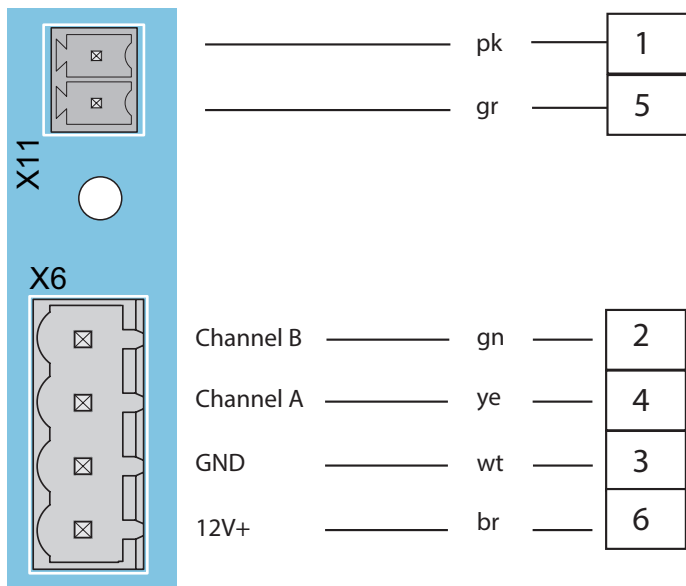 pk 1
gr 5
X11
X6
Channel B gn 2
Channel A ye 4
GND wt 3
12V+ br 6